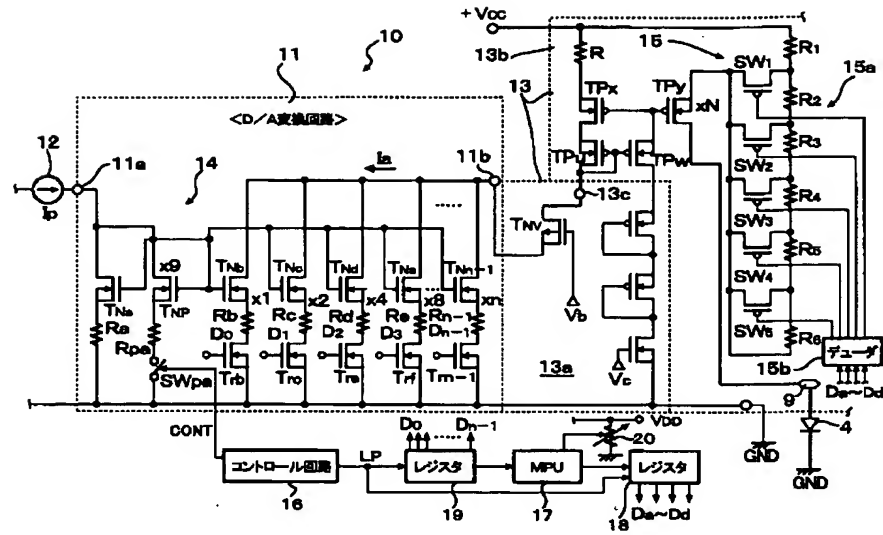 +Vcc
10
11
13b
13
15
R
R1
SW1
15a
TPx
TPy
xN
R2
<D/A変換回路>
12
11a
14
Ia
11b
TPu
TPw
SW2
R3
13c
R4
Ip
TNV
SW3
x9
TNa
TNP
TNb
x1
TNc
x2
TNd
x4
TNe
x8
TNn-1
xn
R5
SW4
Ra
Rb
Rc
Rd
Re
Rn-1
Vb
SW5
R6
Rpa
D0
D1
D2
D3
Dn-1
13a
Vc
デューダ
SWpa
Trb
Trc
Tre
Trf
Trn-1
15b
Da~Dd
9
CONT
D0
Dn-1
VDD
20
4
LP
GND
GND
コントロール回路
レジスタ
MPU
レジスタ
16
19
17
18
Da~Dd